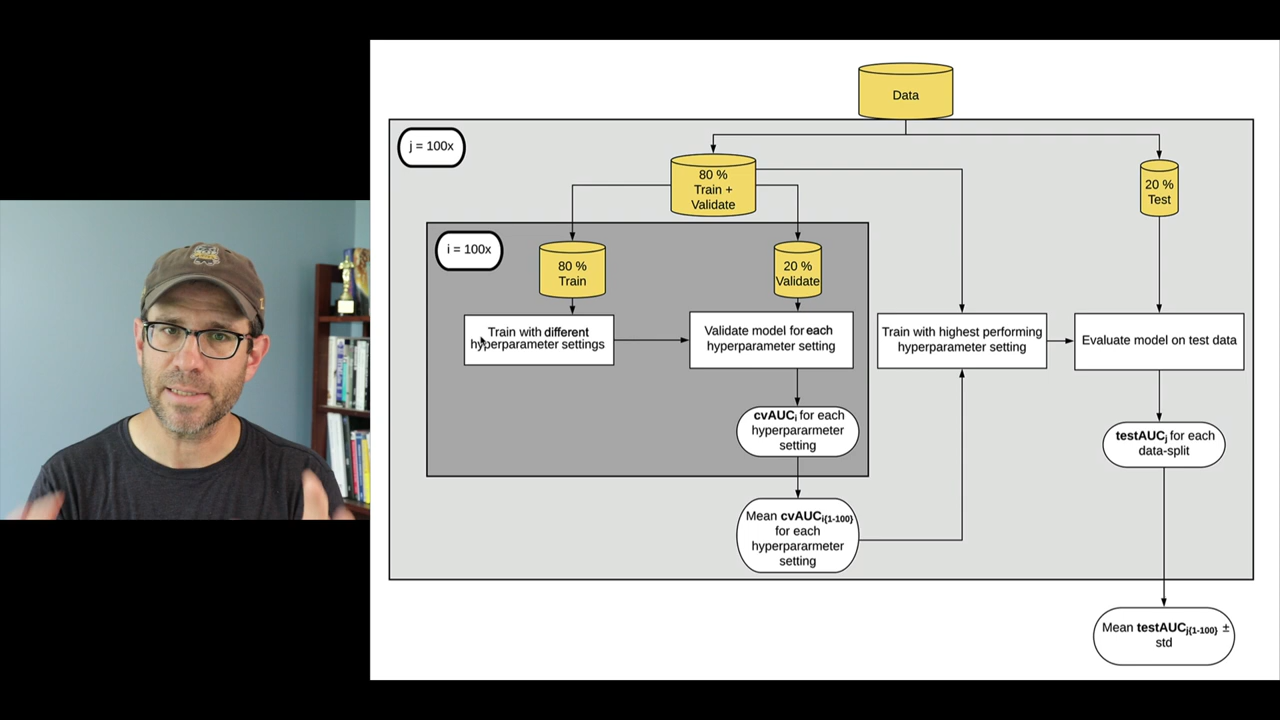 Data
j = 100x
80 %
Train +
Validate
20 %
Test
i = 100x
80 %
Train
20 %
Validate
Train with different
hyperparameter settings
Validate model for each
hyperparameter setting
Train with highest performing
hyperparameter setting
Evaluate model on test data
cvAUCi for each
hyperpararmeter
setting
testAUCj for each
data-split
Mean cvAUCi{1-100}
for each
hyperpararmeter
setting
Mean testAUCj{1-100} ±
std